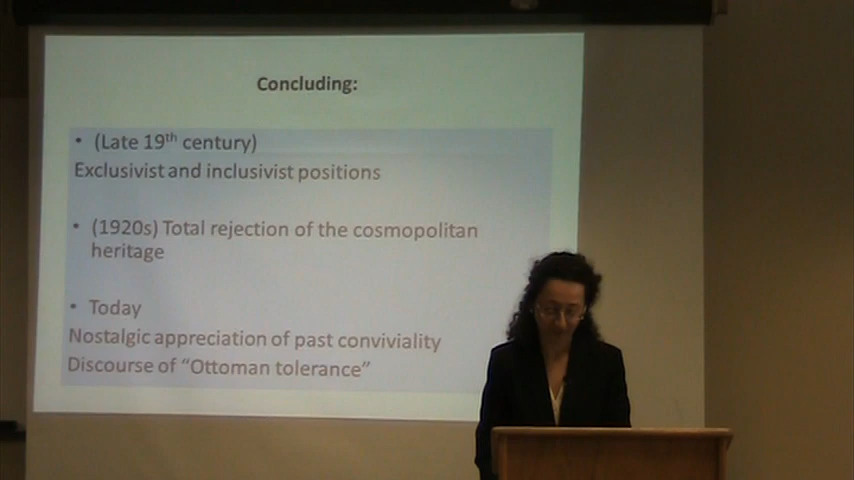 Concluding:
• (Late 19th century)
Exclusivist and inclusivist positions
• (1920s) Total rejection of the cosmopolitan
heritage
• Today
Nostalgic appreciation of past conviviality
Discourse of “Ottoman tolerance”